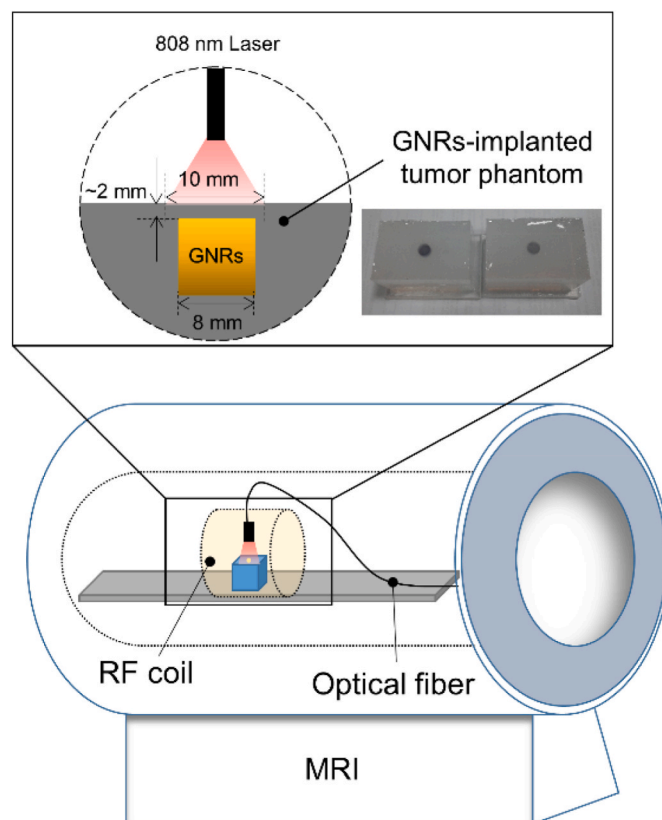 808 nm Laser
GNRs-implanted
tumor phantom
~2 mm
10 mm
GNRs
8 mm
RF coil
Optical fiber
MRI